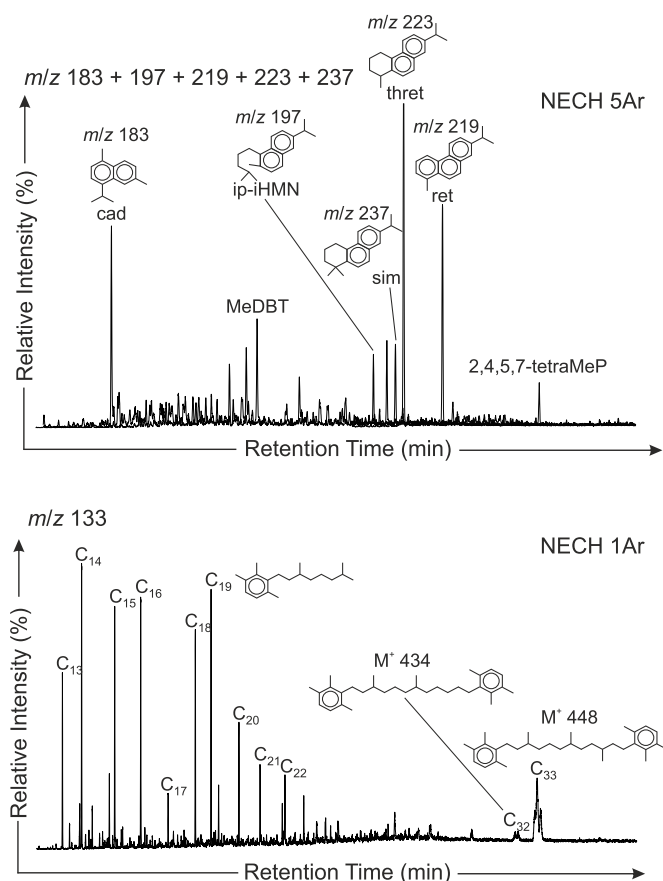 m/z 223
m/z 183 + 197 + 219 + 223 + 237
thret
NECH 5Ar
m/z 183
m/z 197
m/z 219
cad
ip-iHMN
ret
m/z 237
sim
MeDBT
2,4,5,7-tetraMeP
Relative Intensity (%)
Retention Time (min)
m/z 133
NECH 1Ar
C14
C19
C15
C16
C18
C13
M+ 434
M+ 448
C20
C21
C22
C33
C17
C32
Relative Intensity (%)
Retention Time (min)